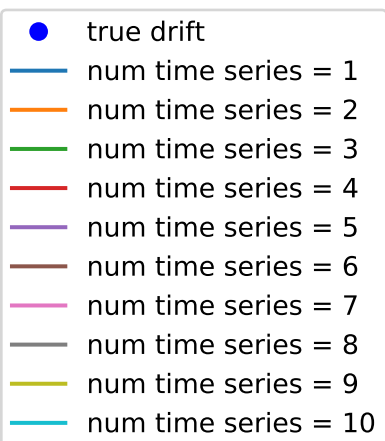 true drift
num time series = 1
num time series = 2
num time series = 3
num time series = 4
num time series = 5
num time series = 6
num time series = 7
num time series = 8
num time series = 9
num time series = 10